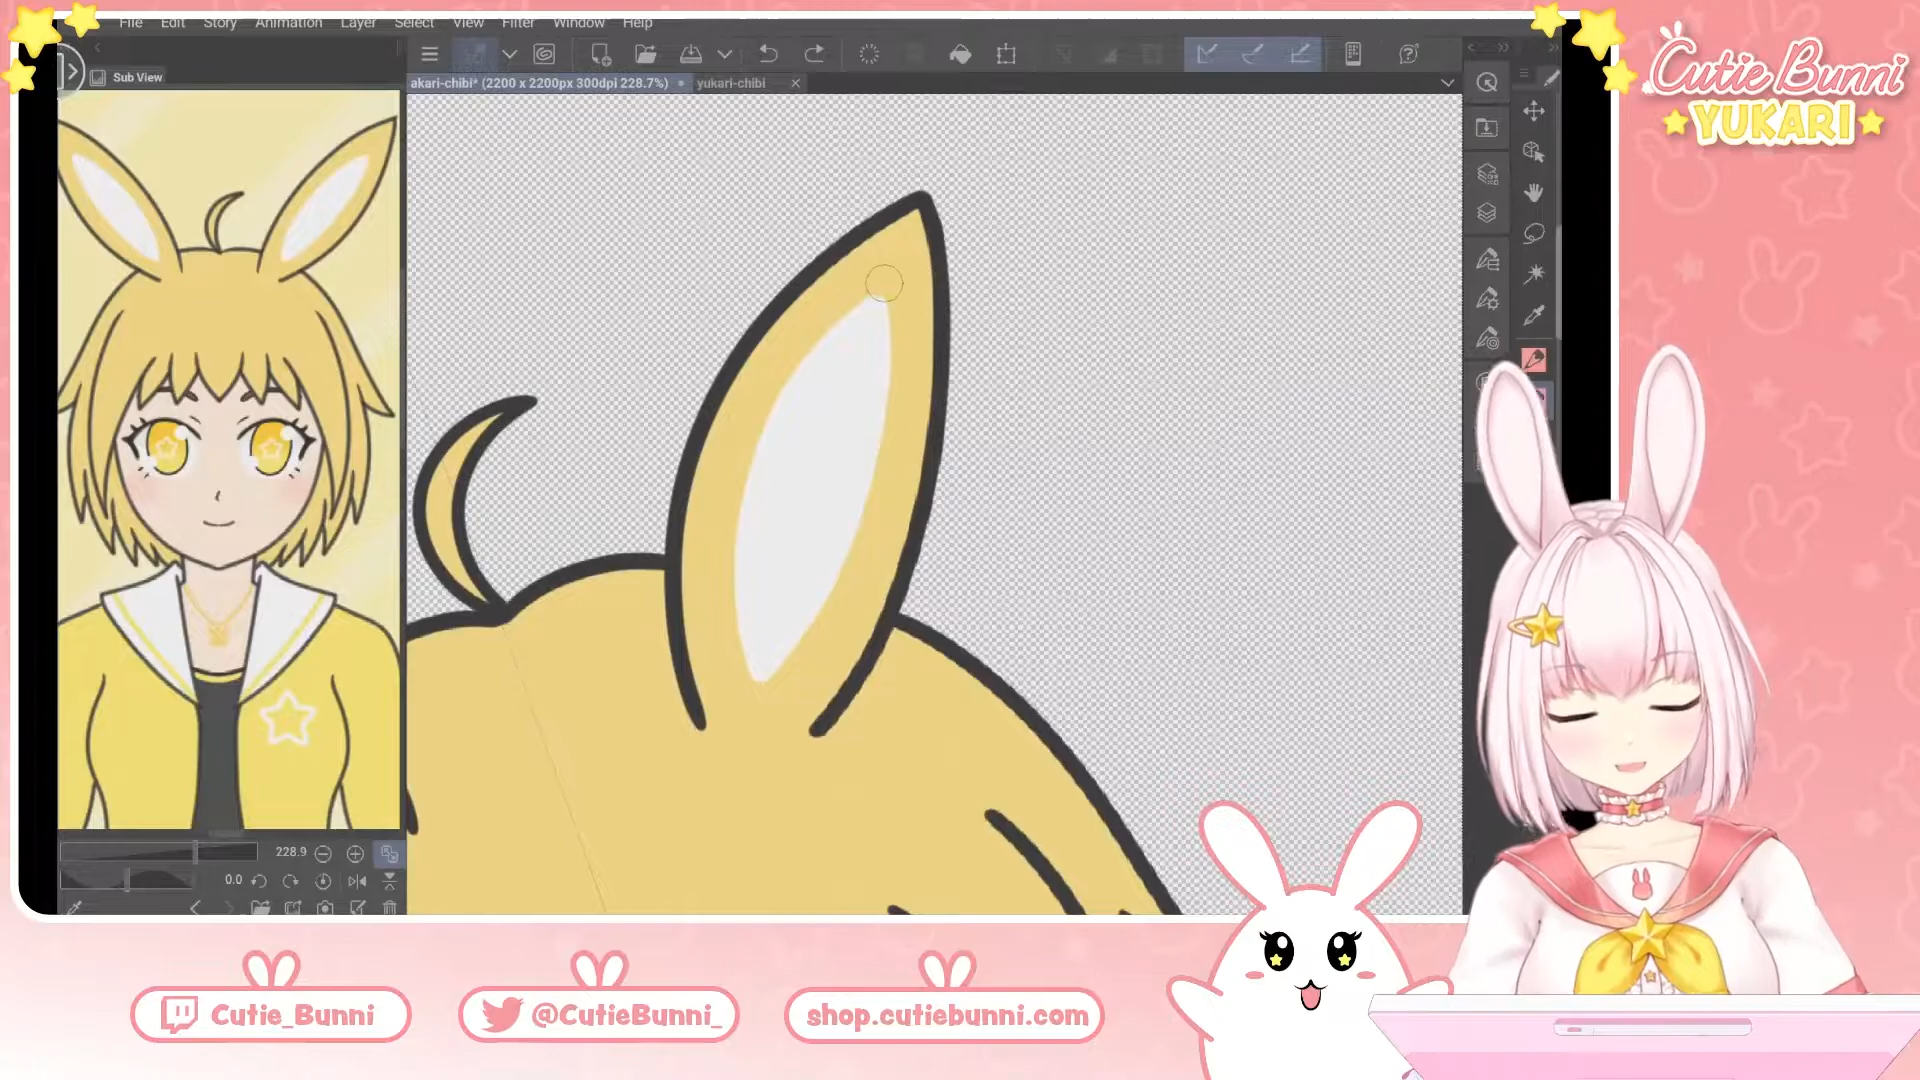 File Edit Story Animation Layer Select View Filter Window Help
Sub View
akari-chibi* (2200 x 2200px 300dpi 228.7%)
yukari-chibi
228.9
0.0
Cutie Bunni
YUKARI
Cutie_Bunni
@CutieBunni_
shop.cutiebunni.com